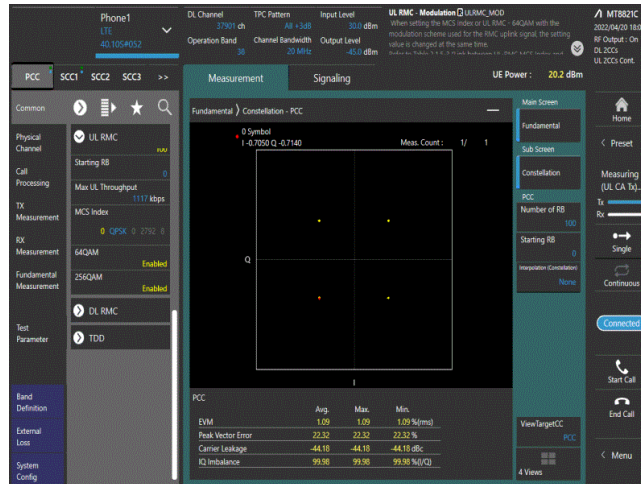 Phone1
LTE
40.105#052
DL Channel
37901 ch
TPC Pattern
All +3dB
Input Level
30.0 dBm
Operation Band
38
Channel Bandwidth
20 MHz
Output Level
-45.0 dBm
UL RMC - Modulation ULRMC_MOD
When setting the MCS index or UL RMC - 64QAM with the
modulation scheme used for the RMC uplink signal, the setting
value is changed at the same time.
MT8821C
2022/04/20 18:0
RF Output : On
DL 2CCs
UL 2CCs Cont.
PCC
SCC1
SCC2
SCC3
>>
Measurement
Signaling
UE Power : 20.2 dBm
Common
Physical
Channel
Call
Processing
TX
Measurement
RX
Measurement
Fundamental
Measurement
Test
Parameter
Band
Definition
External
Loss
System
Config
UL RMC
100
Starting RB
0
Max UL Throughput
1117 kbps
MCS Index
0 QPSK 0 2792 6
64QAM
Enabled
256QAM
Enabled
DL RMC
TDD
Fundamental
Constellation - PCC
0 Symbol
I -0.7050 Q -0.7140
Meas. Count : 1/ 1
Q
I
PCC
Avg. Max. Min.
EVM 1.09 1.09 1.09 %(rms)
Peak Vector Error 22.32 22.32 22.32 %
Carrier Leakage -44.18 -44.18 -44.18 dBc
IQ Imbalance 99.98 99.98 99.98 %(I/Q)
Main Screen
Fundamental
Sub Screen
Constellation
PCC
Number of RB
100
Starting RB
0
Interpolation (Constellation)
None
ViewTargetCC
PCC
4 Views
Home
< Preset
Measuring
(UL CA Tx)..
Tx
Rx
Single
Continuous
Connected
Start Call
End Call
< Menu